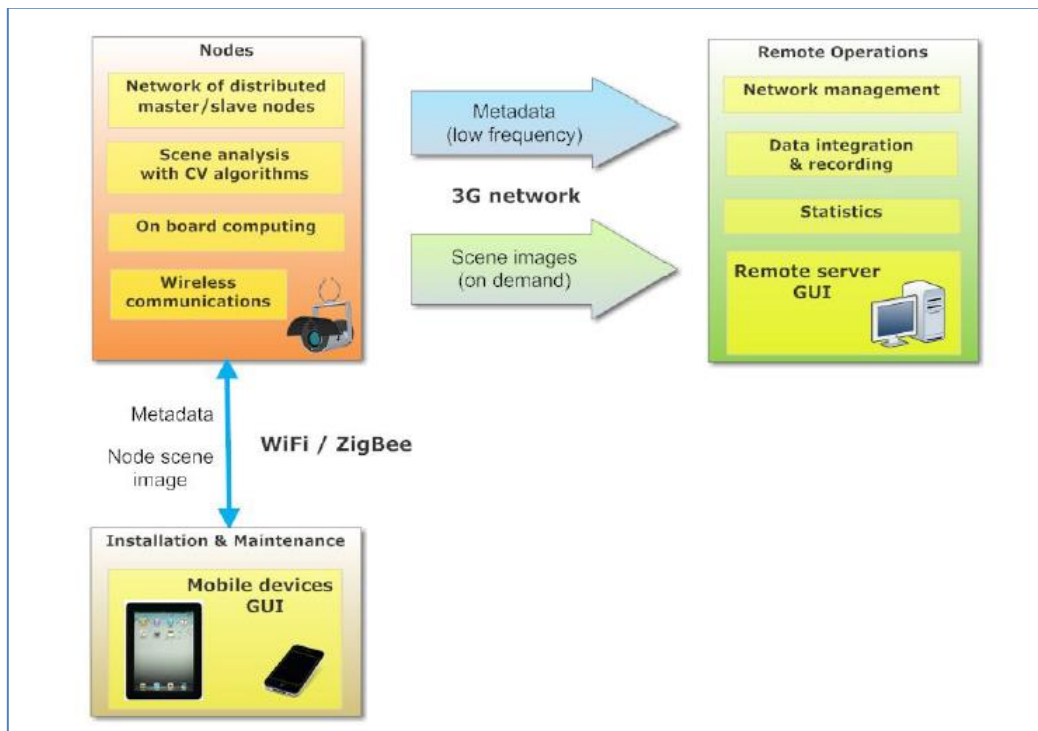 Nodes
Network of distributed
master/slave nodes
Scene analysis
with CV algorithms
On board computing
Wireless
communications
Metadata
(low frequency)
3G network
Scene images
(on demand)
Remote Operations
Network management
Data integration
& recording
Statistics
Remote server
GUI
Metadata
Node scene
image
WiFi / ZigBee
Installation & Maintenance
Mobile devices
GUI